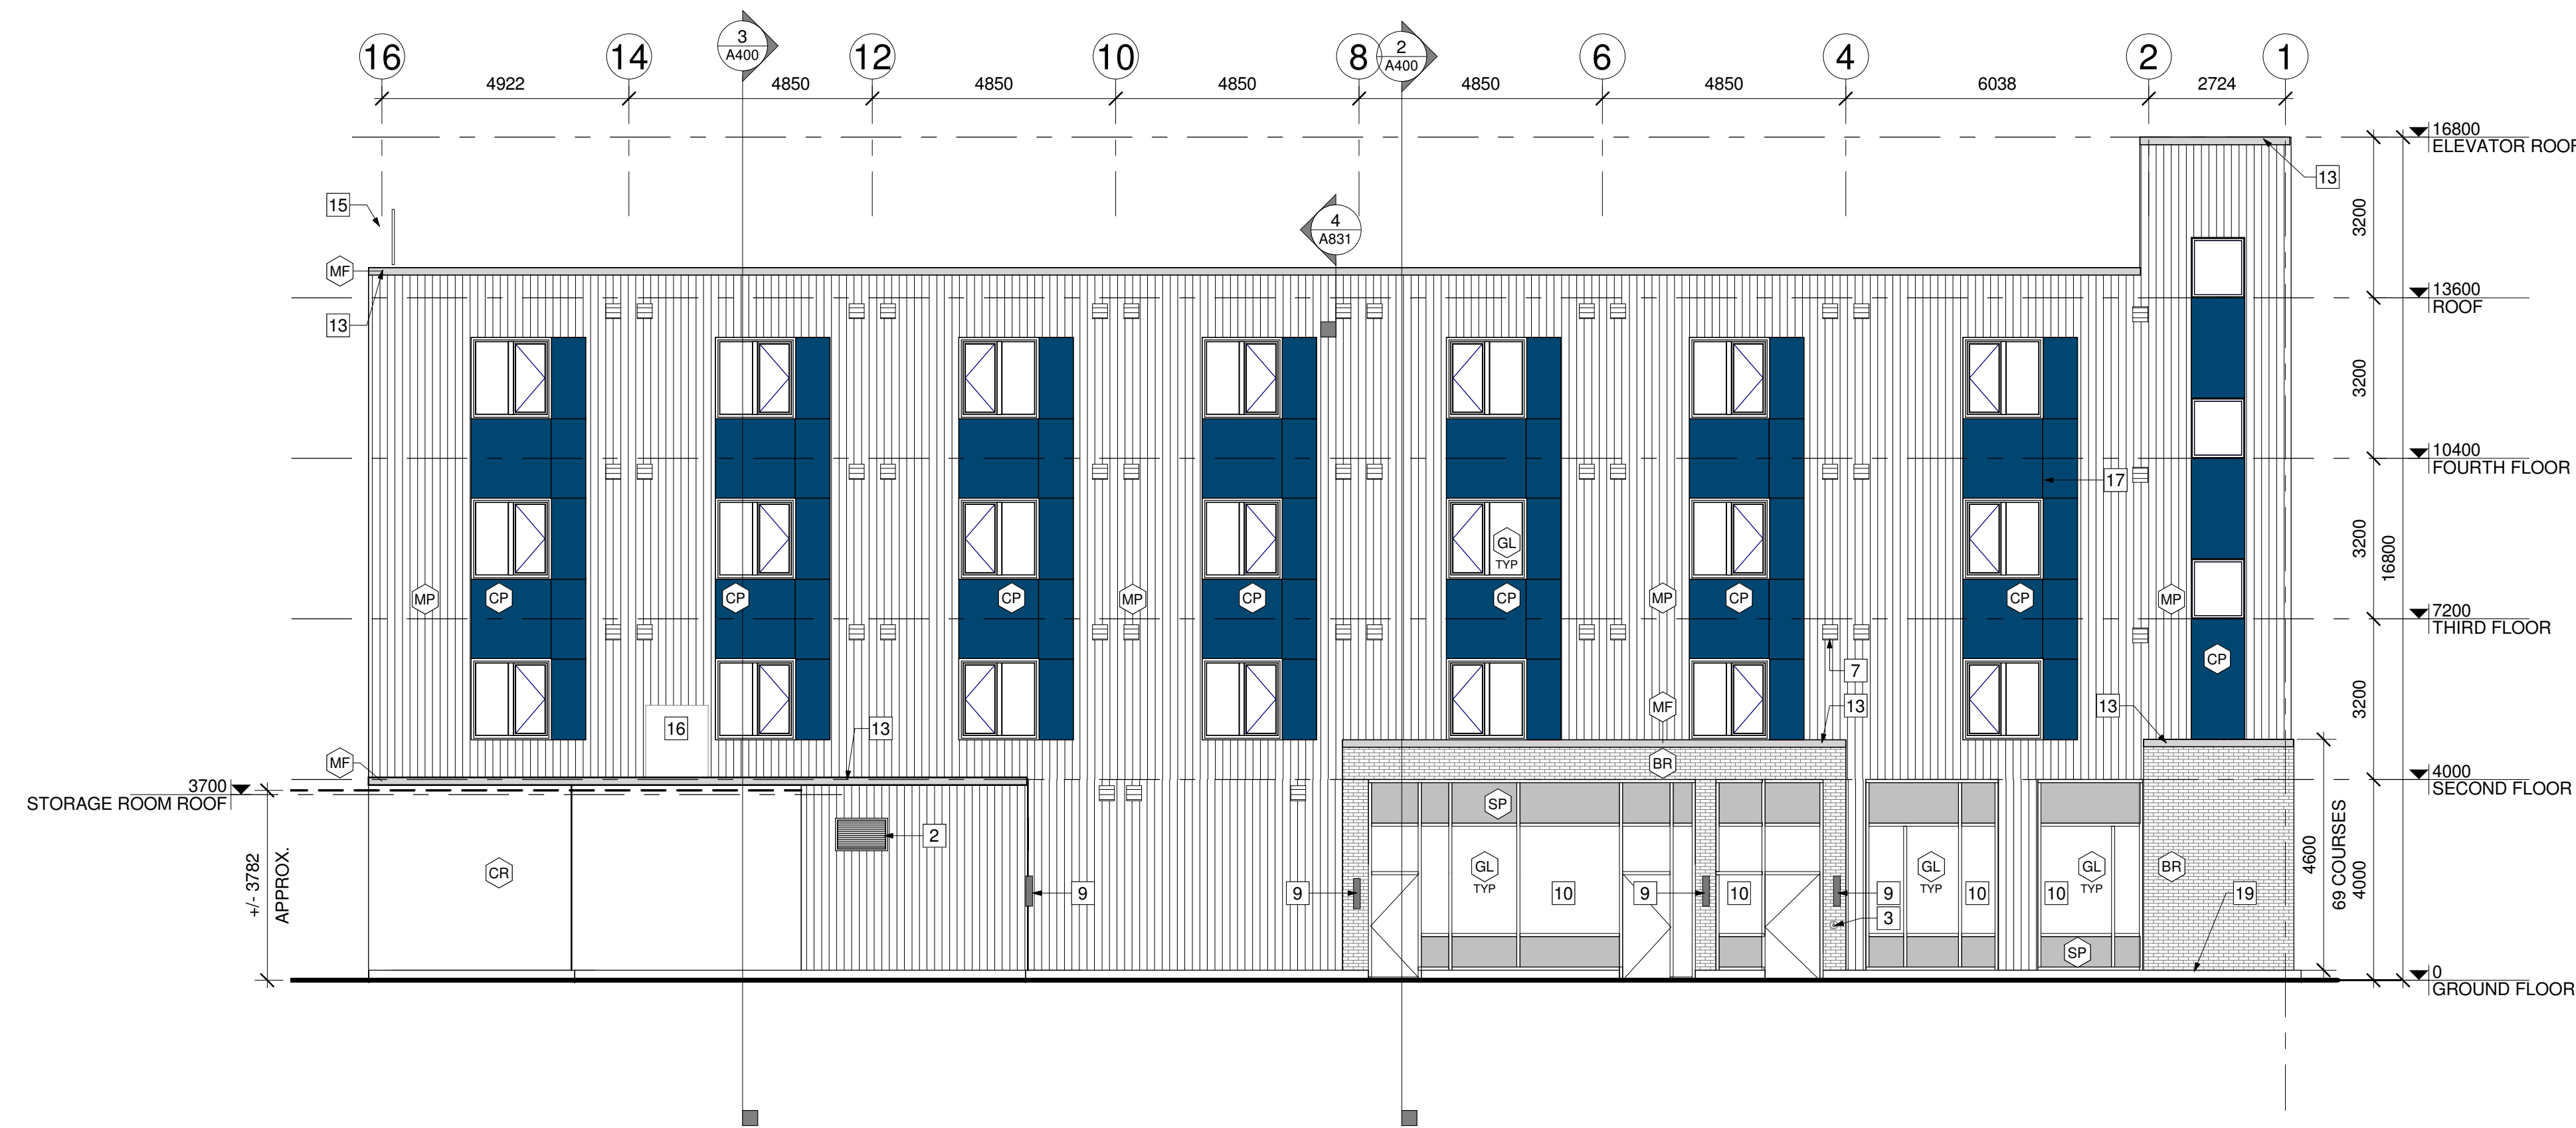 16
14
3
A400
12
10
8
2
A400
6
4
2
1
4922
4850
4850
4850
4850
4850
6038
2724
16800
ELEVATOR ROOF
13
15
4
A831
3200
MF
13600
ROOF
13
3200
10400
FOURTH FLOOR
17
GL
TYP
3200
16800
MP
CP
CP
CP
MP
CP
CP
MP
CP
CP
MP
7200
THIRD FLOOR
CP
7
3200
16
13
MF
13
13
MF
BR
3700
STORAGE ROOM ROOF
4000
SECOND FLOOR
SP
2
+/- 3782
APPROX.
CR
4600
69 COURSES
4000
GL
TYP
GL
TYP
GL
TYP
BR
9
9
10
9
10
9
10
10
19
3
SP
0
GROUND FLOOR